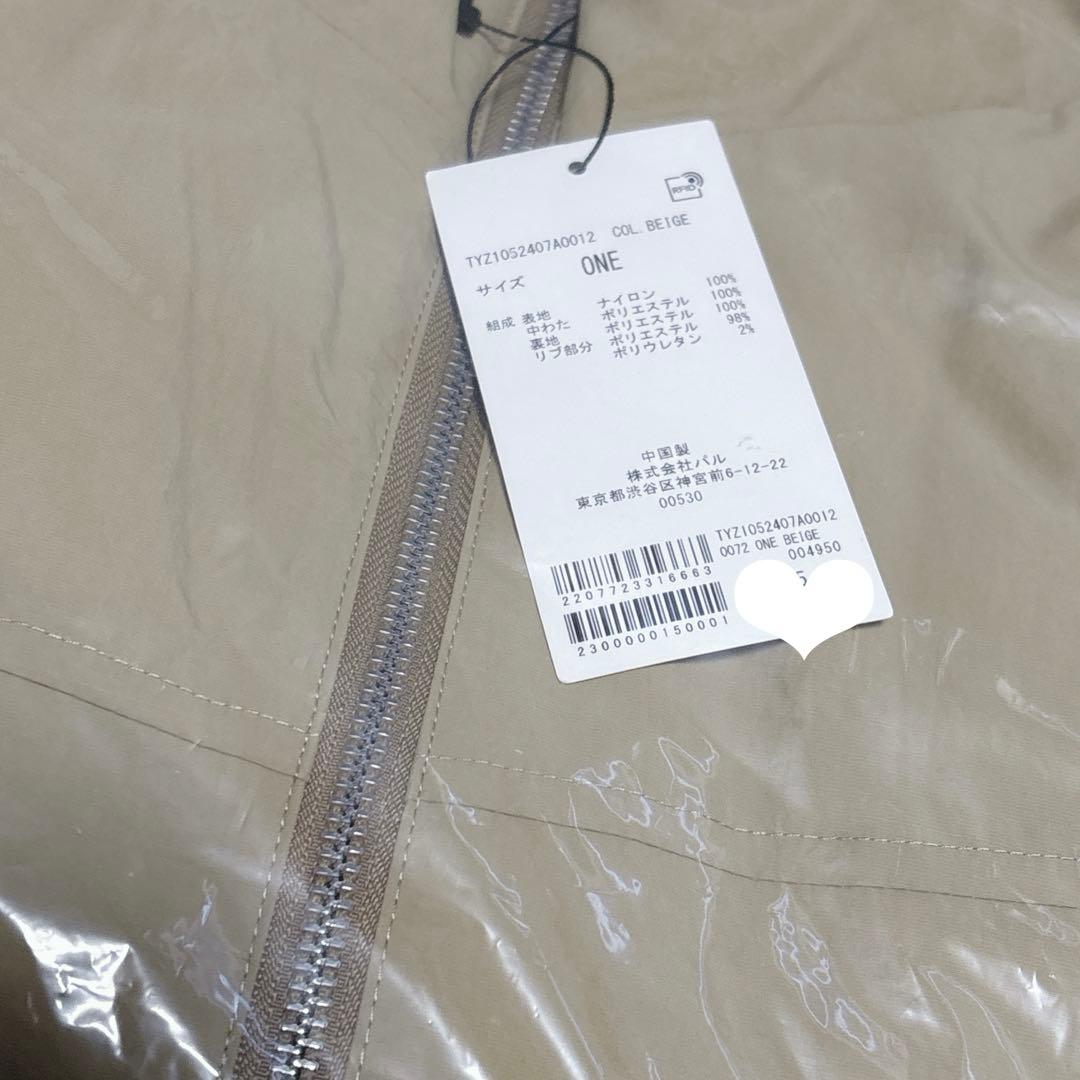 RFID
TYZ1052407A0012 COL. BEIGE
サイズ ONE
組成 表地 ナイロン 100%
中わた ポリエステル 100%
裏地 ポリエステル 100%
リブ部分 ポリエステル 98%
ポリウレタン 2%
中国製
株式会社パル
東京都渋谷区神宮前6-12-22
00530
TYZ1052407A0012
0072 ONE BEIGE
004950
2207723316663
5
2300000150001